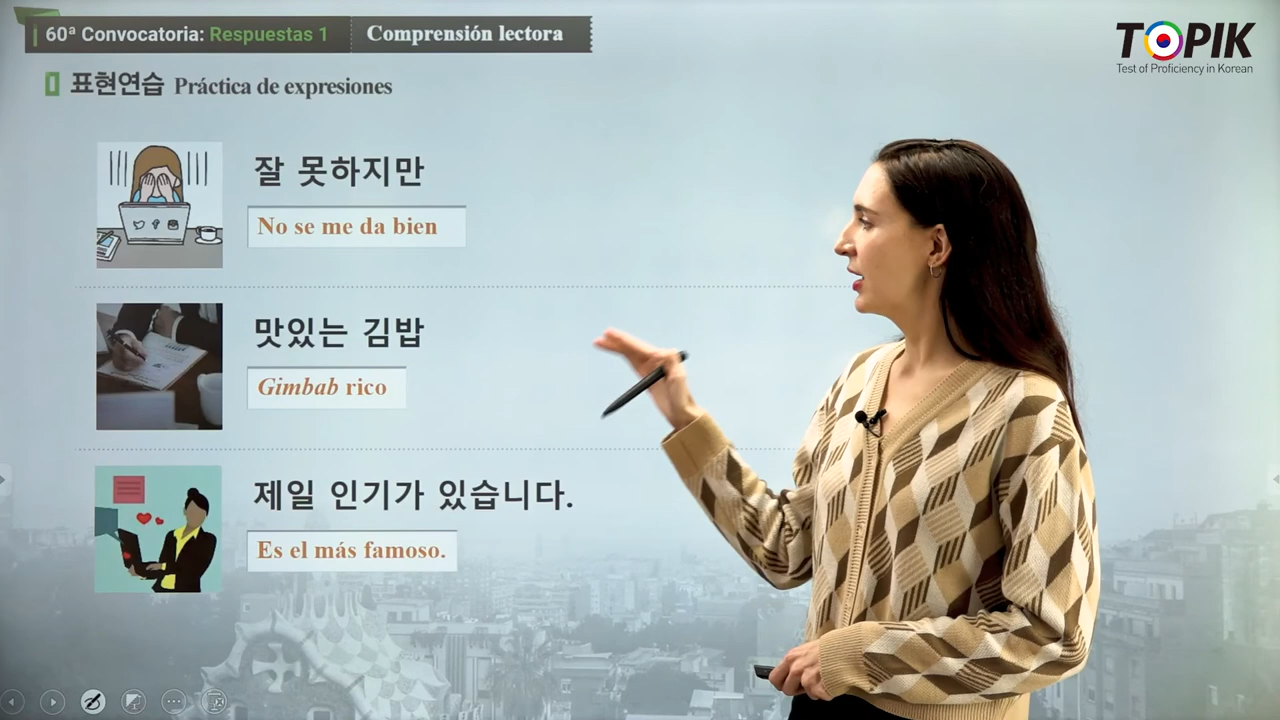 60ª Convocatoria: Respuestas 1
Comprensión lectora
TOPIK
Test of Proficiency in Korean
표현연습 Práctica de expresiones
잘 못하지만
No se me da bien
맛있는 김밥
Gimbab rico
제일 인기가 있습니다.
Es el más famoso.